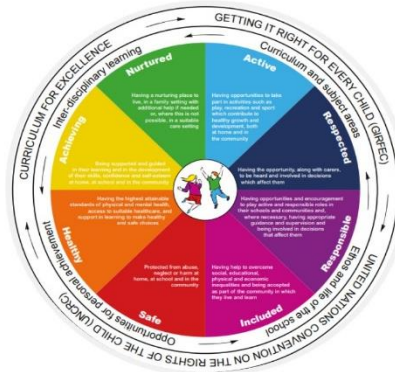 CURRICULUM FOR EXCELLENCE
GETTING IT RIGHT FOR EVERY CHILD (GIRFEC)
UNITED NATIONS CONVENTION ON THE RIGHTS OF THE CHILD (UNCRC)
Inter-disciplinary learning
Curriculum and subject areas
Ethos and life of the school
Opportunities for personal achievement
Nurtured
Having a nurturing place to
live, in a family setting with
additional help if needed
or, where this is not
possible, in a suitable
care setting
Active
Having opportunities to take
part in activities such as
play, recreation and sport
which contribute to
healthy growth and
development, both
at home and in
the community
Respected
Having the opportunity, along with carers,
to be heard and involved in decisions
which affect them
Responsible
Having opportunities and encouragement
to play active and responsible roles in
their schools and communities and,
where necessary, having appropriate
guidance and supervision and
being involved in decisions
that affect them
Included
Having help to overcome
social, educational,
physical and economic
inequalities and being accepted
as part of the community in which
they live and learn
Safe
Protected from abuse,
neglect or harm at
home, at school and in the
community
Healthy
Having the highest attainable
standards of physical and mental health,
access to suitable healthcare, and
support in learning to make healthy
and safe choices
Achieving
Being supported and guided
in their learning and in the development
of their skills, confidence and self-esteem
at home, at school and in the community